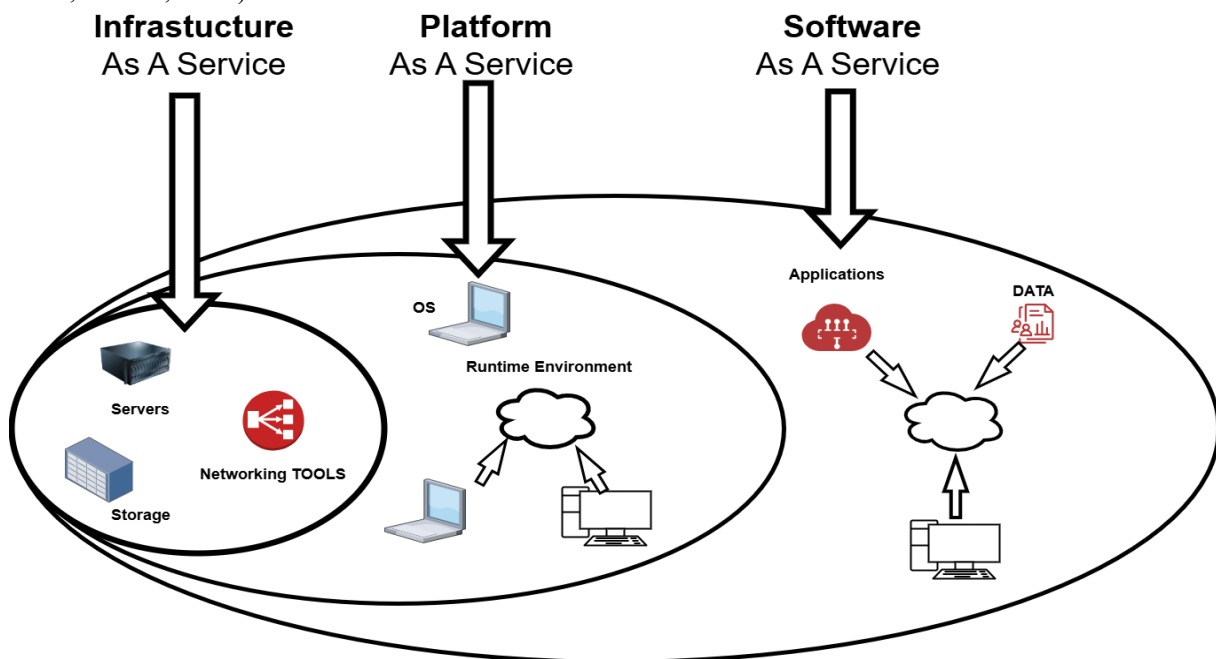 Infrastucture
As A Service
Platform
As A Service
Software
As A Service
Applications
DATA
OS
Runtime Environment
Servers
Networking TOOLS
Storage